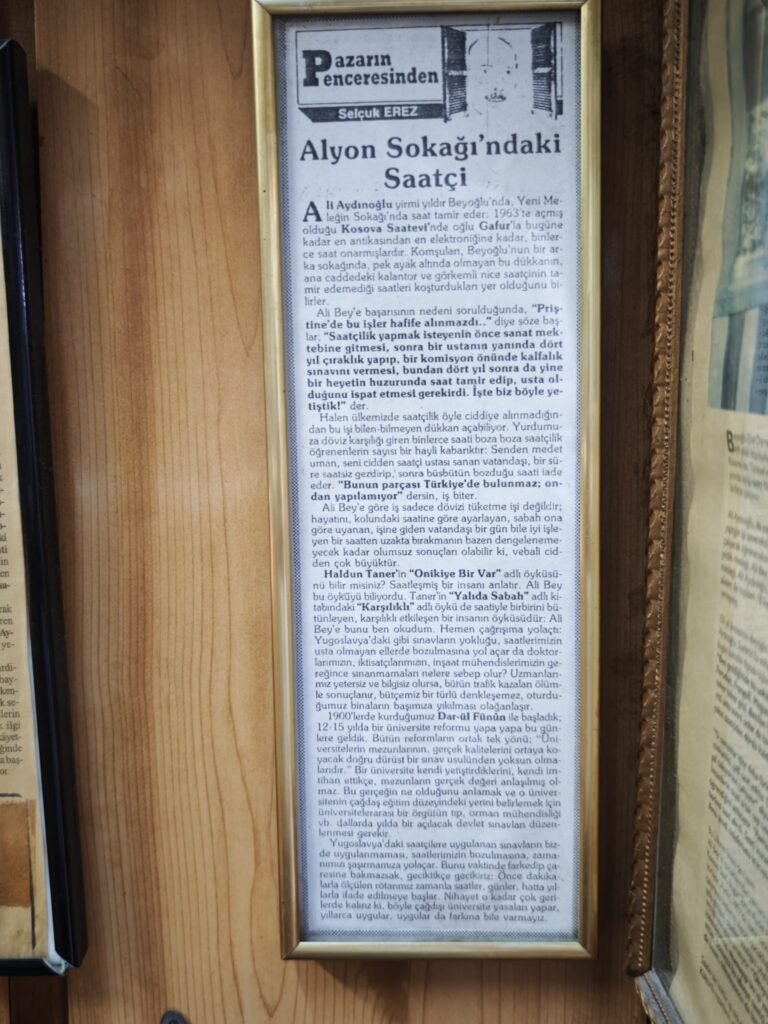 Pazarın
Penceresinden
Selçuk EREZ
Alyon Sokağı'ndaki
Saatçi
Ali Aydınoğlu yirmi yıldır Beyoğlu'nda, Yeni Me-
leğin Sokağı'nda saat tamir eder: 1963'te açmış
olduğu Kosova Saatevi'nde oğlu Gafur'la bugüne
kadar en antikasından en elektroniğine kadar, binler-
ce saat onarmışlardır. Komşuları, Beyoğlu'nun bir ar-
ka sokağında, pek ayak altında olmayan bu dükkanın,
ana caddedeki kalantor ve görkemli nice saatçinin ta-
mir edemediği saatleri koşturdukları yer olduğunu bi-
lirler.
Ali Bey'e başarısının nedeni sorulduğunda, "Priş-
tine'de bu işler hafife alınmazdı.." diye söze baş-
lar; "Saatçilik yapmak isteyenin önce sanat mek-
tebine gitmesi, sonra bir ustanın yanında dört
yıl çıraklık yapıp, bir komisyon önünde kalfalık
sınavını vermesi, bundan dört yıl sonra da yine
bir heyetin huzurunda saat tamir edip, usta ol-
duğunu ispat etmesi gerekirdi. İşte biz böyle ye-
tiştik!" der.
Halen ülkemizde saatçilik öyle ciddiye alınmadığın-
dan bu işi bilen-bilmeyen dükkan açabiliyor. Yurdumu-
za döviz karşılığı giren binlerce saati boza boza saatçilik
öğrenenlerin sayısı bir hayli kabarıktır: Senden medet
uman, seni cidden saatçi ustası sanan vatandaşı, bir sü-
re saatsiz gezdirip, sonra büsbütün bozduğu saati iade
eder. "Bunun parçası Türkiye'de bulunmaz; on-
dan yapılamıyor" dersin, iş biter.
Ali Bey'e göre iş sadece dövizi tüketme işi değildir;
hayatını, kolundaki saatine göre ayarlayan, sabah ona
göre uyanan, işine giden vatandaşı bir gün bile iyi işle-
yen bir saatten uzakta bırakmanın bazen dengeleneme-
yecek kadar olumsuz sonuçları olabilir ki, vebali cid-
den çok büyüktür.
Haldun Taner'in "Onikiye Bir Var" adlı öyküsü-
nü bilir misiniz? Saatleşmiş bir insanı anlatır. Ali Bey
bu öyküyü biliyordu. Taner'in "Yalıda Sabah" adlı ki-
tabındaki "Karşılıklı" adlı öykü de saatiyle birbirini bü-
tünleyen, karşılıklı etkileşen bir insanın öyküsüdür: Ali
Bey'e bunu ben okudum. Hemen çağrışıma yolaçtı:
Yugoslavya'daki gibi sınavların yokluğu, saatlerimizin
usta olmayan ellerde bozulmasına yol açar da doktor-
larımızın, iktisatçılarımızın, inşaat mühendislerimizin ge-
reğince sınanmamaları nelere sebep olur? Uzmanları-
mız yetersiz ve bilgisiz olursa, bütün trafik kazaları ölüm-
le sonuçlanır, bütçemiz bir türlü denkleşemez, oturdu-
ğumuz binaların başımıza yıkılması olağanlaşır.
1900'lerde kurduğumuz Dar-ül Fünûn ile başladık;
12-15 yılda bir üniversite reformu yapa yapa bu gün-
lere geldik. Bütün reformların ortak tek yönü; "Üni-
versitelerin mezunlarının, gerçek kalitelerini ortaya ko-
yacak doğru dürüst bir sınav usulünden yoksun olma-
larıdır." Bir üniversite kendi yetiştirdiklerini, kendi im-
tihan ettikçe, mezunların gerçek değeri anlaşılmış ol-
maz. Bu gerçeğin ne olduğunu anlamak ve o üniver-
sitenin çağdaş eğitim düzeyindeki yerini belirlemek için
üniversitelerarası bir örgütün tıp, orman mühendisliği
vb. dallarda yılda bir açılacak devlet sınavları düzen-
lenmesi gerekir.
Yugoslavya'daki saatçilere uygulanan sınavların biz-
de uygulanmaması, saatlerimizin bozulmasına, zama-
nımızı şaşırmamıza yolaçar. Bunu vaktinde farkedip ça-
resine bakmazsak, geciktikçe gecikiriz: Önce dakika-
larla ölçülen rötarımız zamanla saatler, günler, hatta yıl-
larla ifade edilmeye başlar. Nihayet o kadar çok geri-
lerde kalırız ki, böyle çağdışı üniversite yasaları yapar,
yıllarca uygular, uygular da farkına bile varmayız.